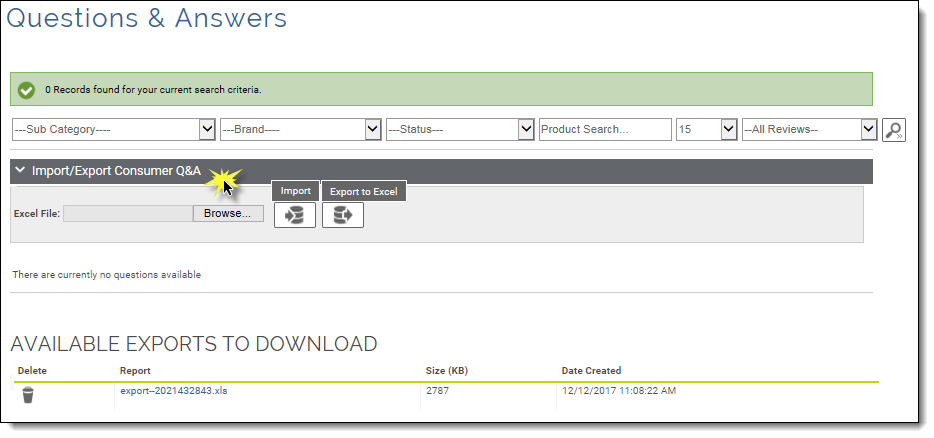 Questions & Answers
0 Records found for your current search criteria.
---Sub Category---- ---Brand---- ---Status--- Product Search... 15 --All Reviews--
Import/Export Consumer Q&A
Import Export to Excel
Excel File: Browse...
There are currently no questions available
AVAILABLE EXPORTS TO DOWNLOAD
Delete Report Size (KB) Date Created
export--2021432843.xls 2787 12/12/2017 11:08:22 AM